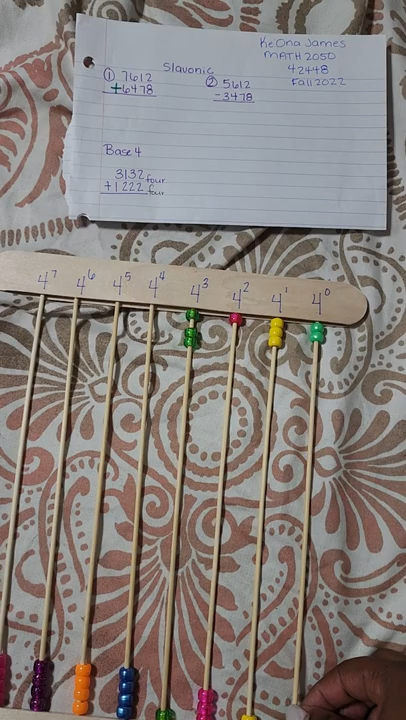 KeOna James
MATH 2050
42448
Fall 2022
Slavonic
① 7612
+6478
② 5612
-3478
Base 4
3132four
+1222four
4⁷ 4⁶ 4⁵ 4⁴ 4³ 4² 4¹ 4⁰